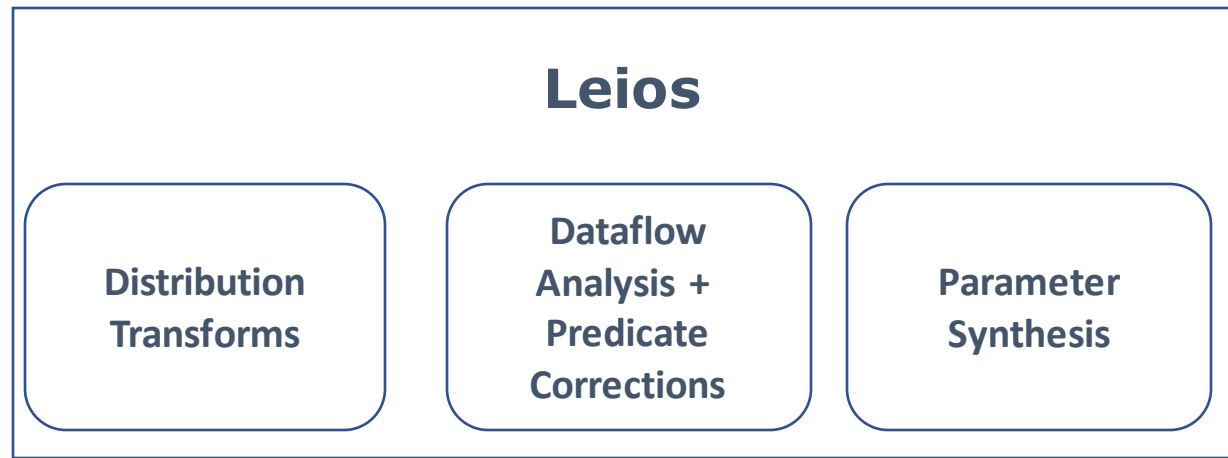 Leios
Distribution
Transforms
Dataflow
Analysis +
Predicate
Corrections
Parameter
Synthesis